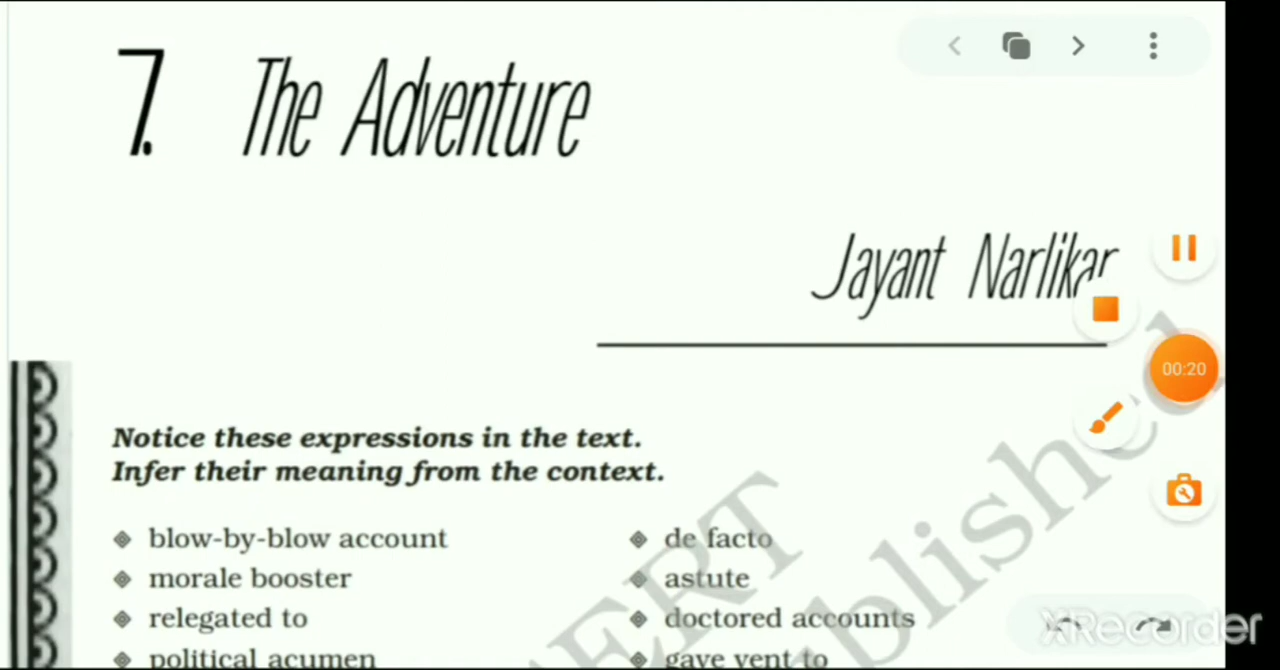 7. The Adventure
Jayant Narlikar
00:20
Notice these expressions in the text.
Infer their meaning from the context.
blow-by-blow account
morale booster
relegated to
political acumen
de facto
astute
doctored accounts
gave vent to
XRecorder